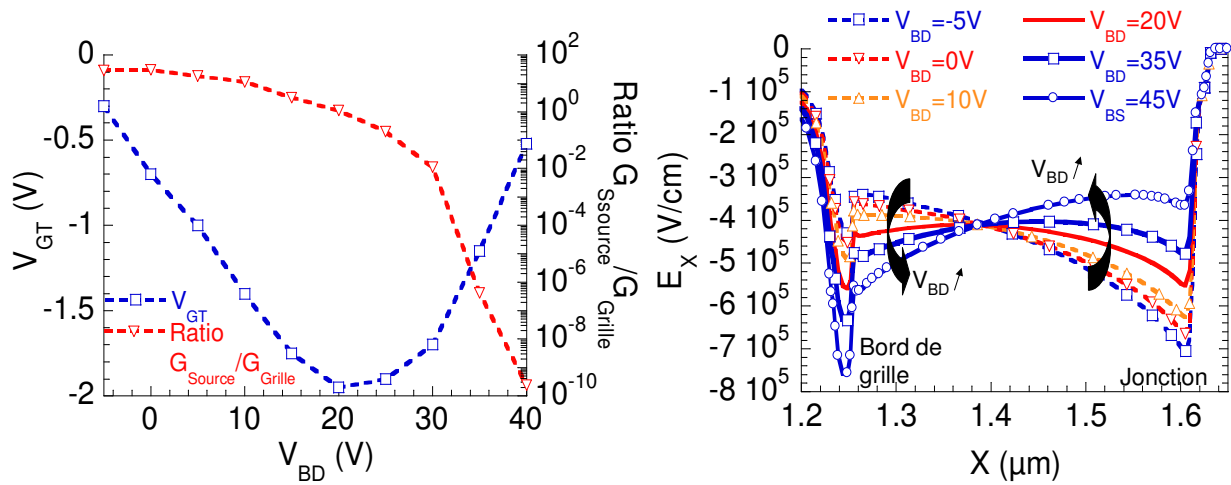 0
-0.5
-1
-1.5
-2
V_GT (V)
V_GT
Ratio
G_Source/G_Grille
0 10 20 30 40
V_BD (V)
10^2
10^0
10^-2
10^-4
10^-6
10^-8
10^-10
Ratio G_Ssource/G_Grille
V_BD=-5V
V_BD=0V
V_BD=10V
V_BD=20V
V_BD=35V
V_BS=45V
0
-1 10^5
-2 10^5
-3 10^5
-4 10^5
-5 10^5
-6 10^5
-7 10^5
-8 10^5
E_X (V/cm)
V_BD
V_BD
Bord de
grille
Jonction
1.2 1.3 1.4 1.5 1.6
X (µm)